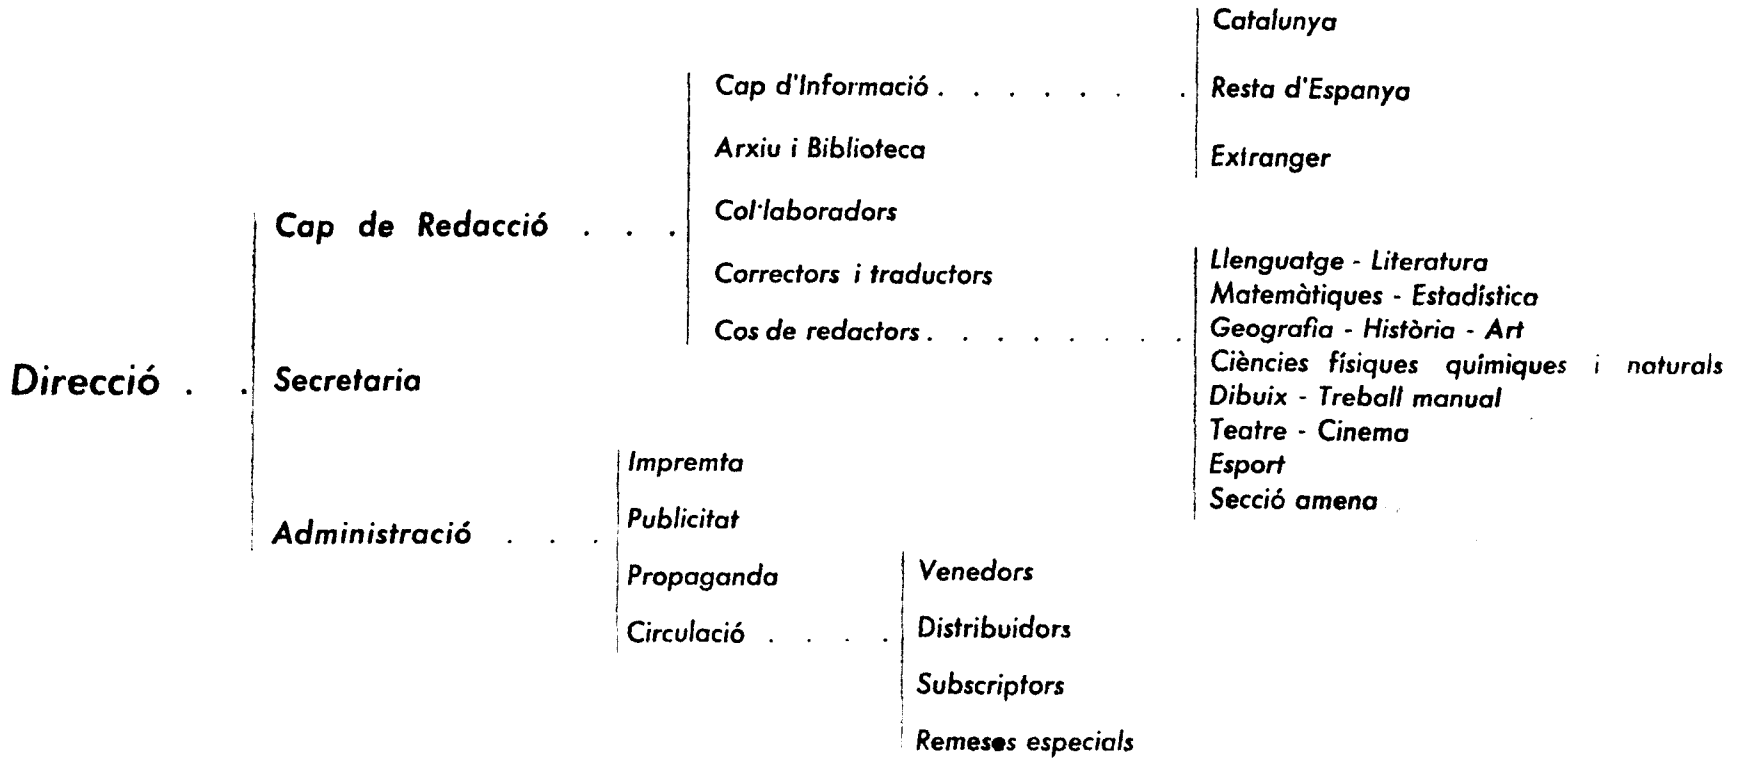 Direcció . .
Cap de Redacció . . .
Cap d'Informació . . . . . . .
Catalunya
Resta d'Espanya
Extranger
Arxiu i Biblioteca
Col·laboradors
Correctors i traductors
Cos de redactors . . . . . . . .
Llenguatge - Literatura
Matemàtiques - Estadística
Geografia - Història - Art
Ciències físiques químiques i naturals
Dibuix - Treball manual
Teatre - Cinema
Esport
Secció amena
Secretaria
Administració . . .
Impremta
Publicitat
Propaganda
Circulació . . . .
Venedors
Distribuidors
Subscriptors
Remeses especials